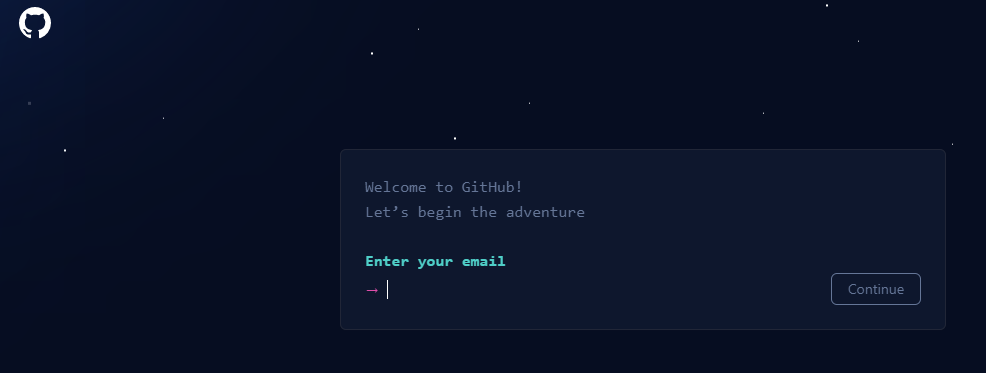 Welcome to GitHub!
Let’s begin the adventure
Enter your email
→
Continue